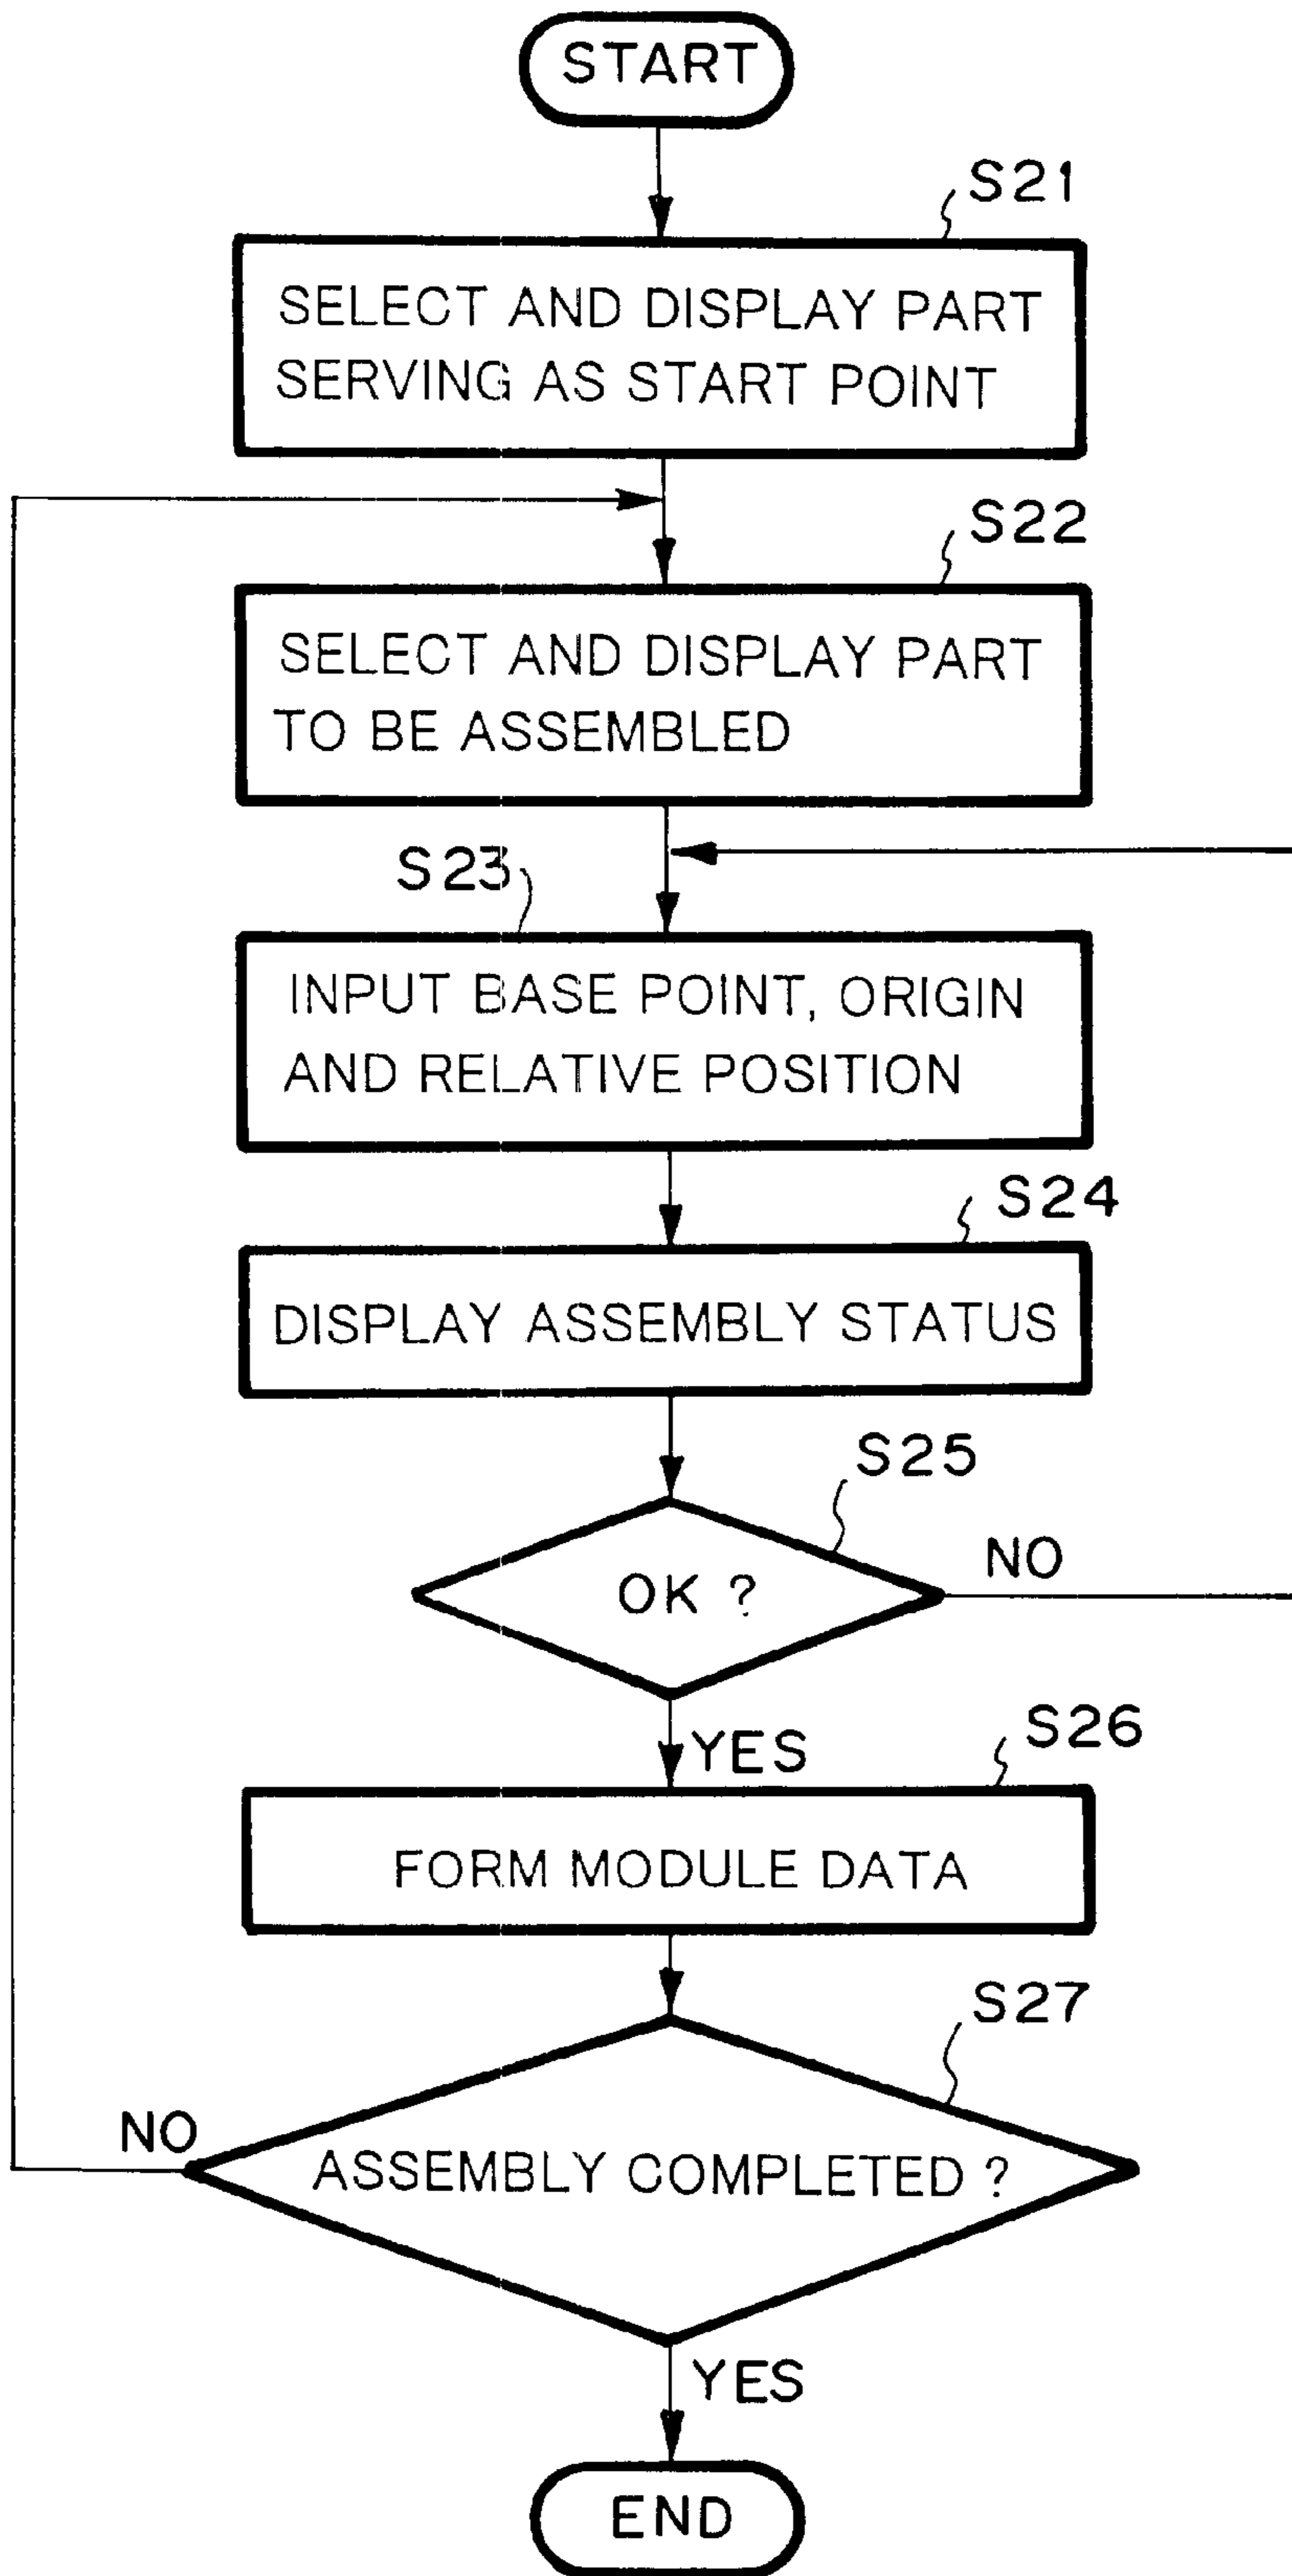 START
S21
SELECT AND DISPLAY PART
SERVING AS START POINT
S22
SELECT AND DISPLAY PART
TO BE ASSEMBLED
S23
INPUT BASE POINT, ORIGIN
AND RELATIVE POSITION
S24
DISPLAY ASSEMBLY STATUS
S25
OK ?
NO
YES
S26
FORM MODULE DATA
S27
NO
ASSEMBLY COMPLETED ?
YES
END